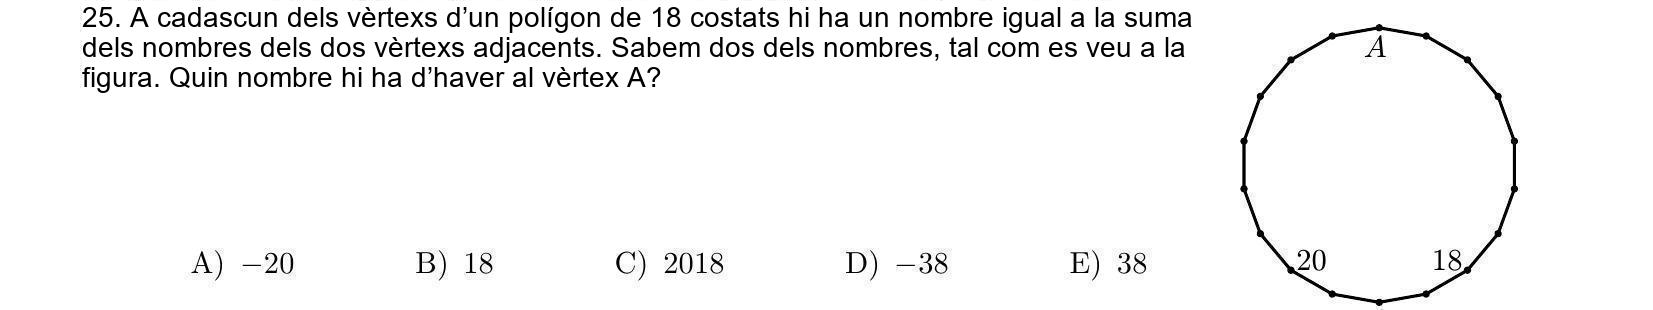 25. A cadascun dels vèrtexs d’un polígon de 18 costats hi ha un nombre igual a la suma
dels nombres dels dos vèrtexs adjacents. Sabem dos dels nombres, tal com es veu a la
figura. Quin nombre hi ha d’haver al vèrtex A?
A
20 18
A) −20 B) 18 C) 2018 D) −38 E) 38